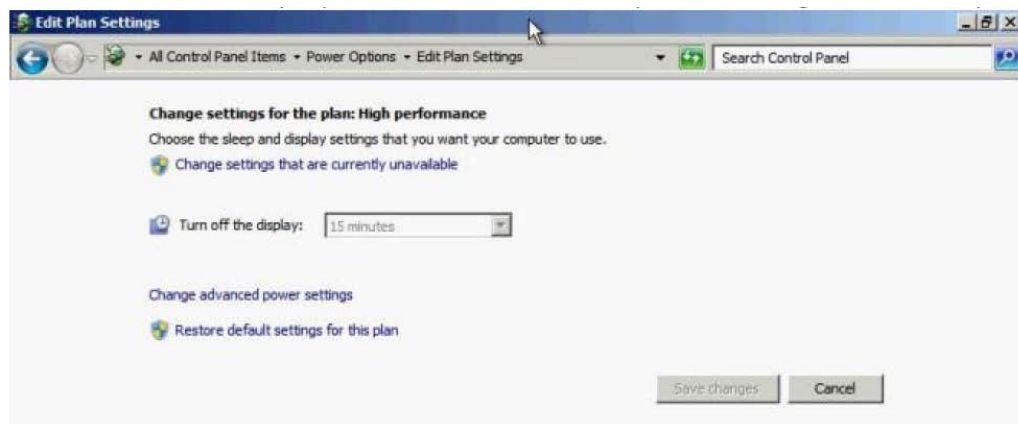 Edit Plan Settings
All Control Panel Items Power Options Edit Plan Settings
Search Control Panel
Change settings for the plan: High performance
Choose the sleep and display settings that you want your computer to use.
Change settings that are currently unavailable
Turn off the display: 15 minutes
Change advanced power settings
Restore default settings for this plan
Save changes Cancel